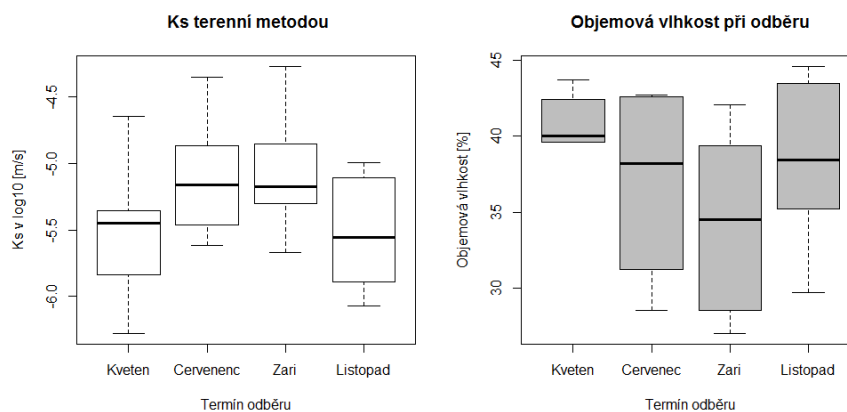 Ks terenní metodou
Ks v log10 [m/s]
-4.5
-5.0
-5.5
-6.0
Kveten Cervenenc Zari Listopad
Termín odběru
Objemová vlhkost při odběru
Objemová vlhkost [%]
45
40
35
30
Kveten Cervenec Zari Listopad
Termín odběru